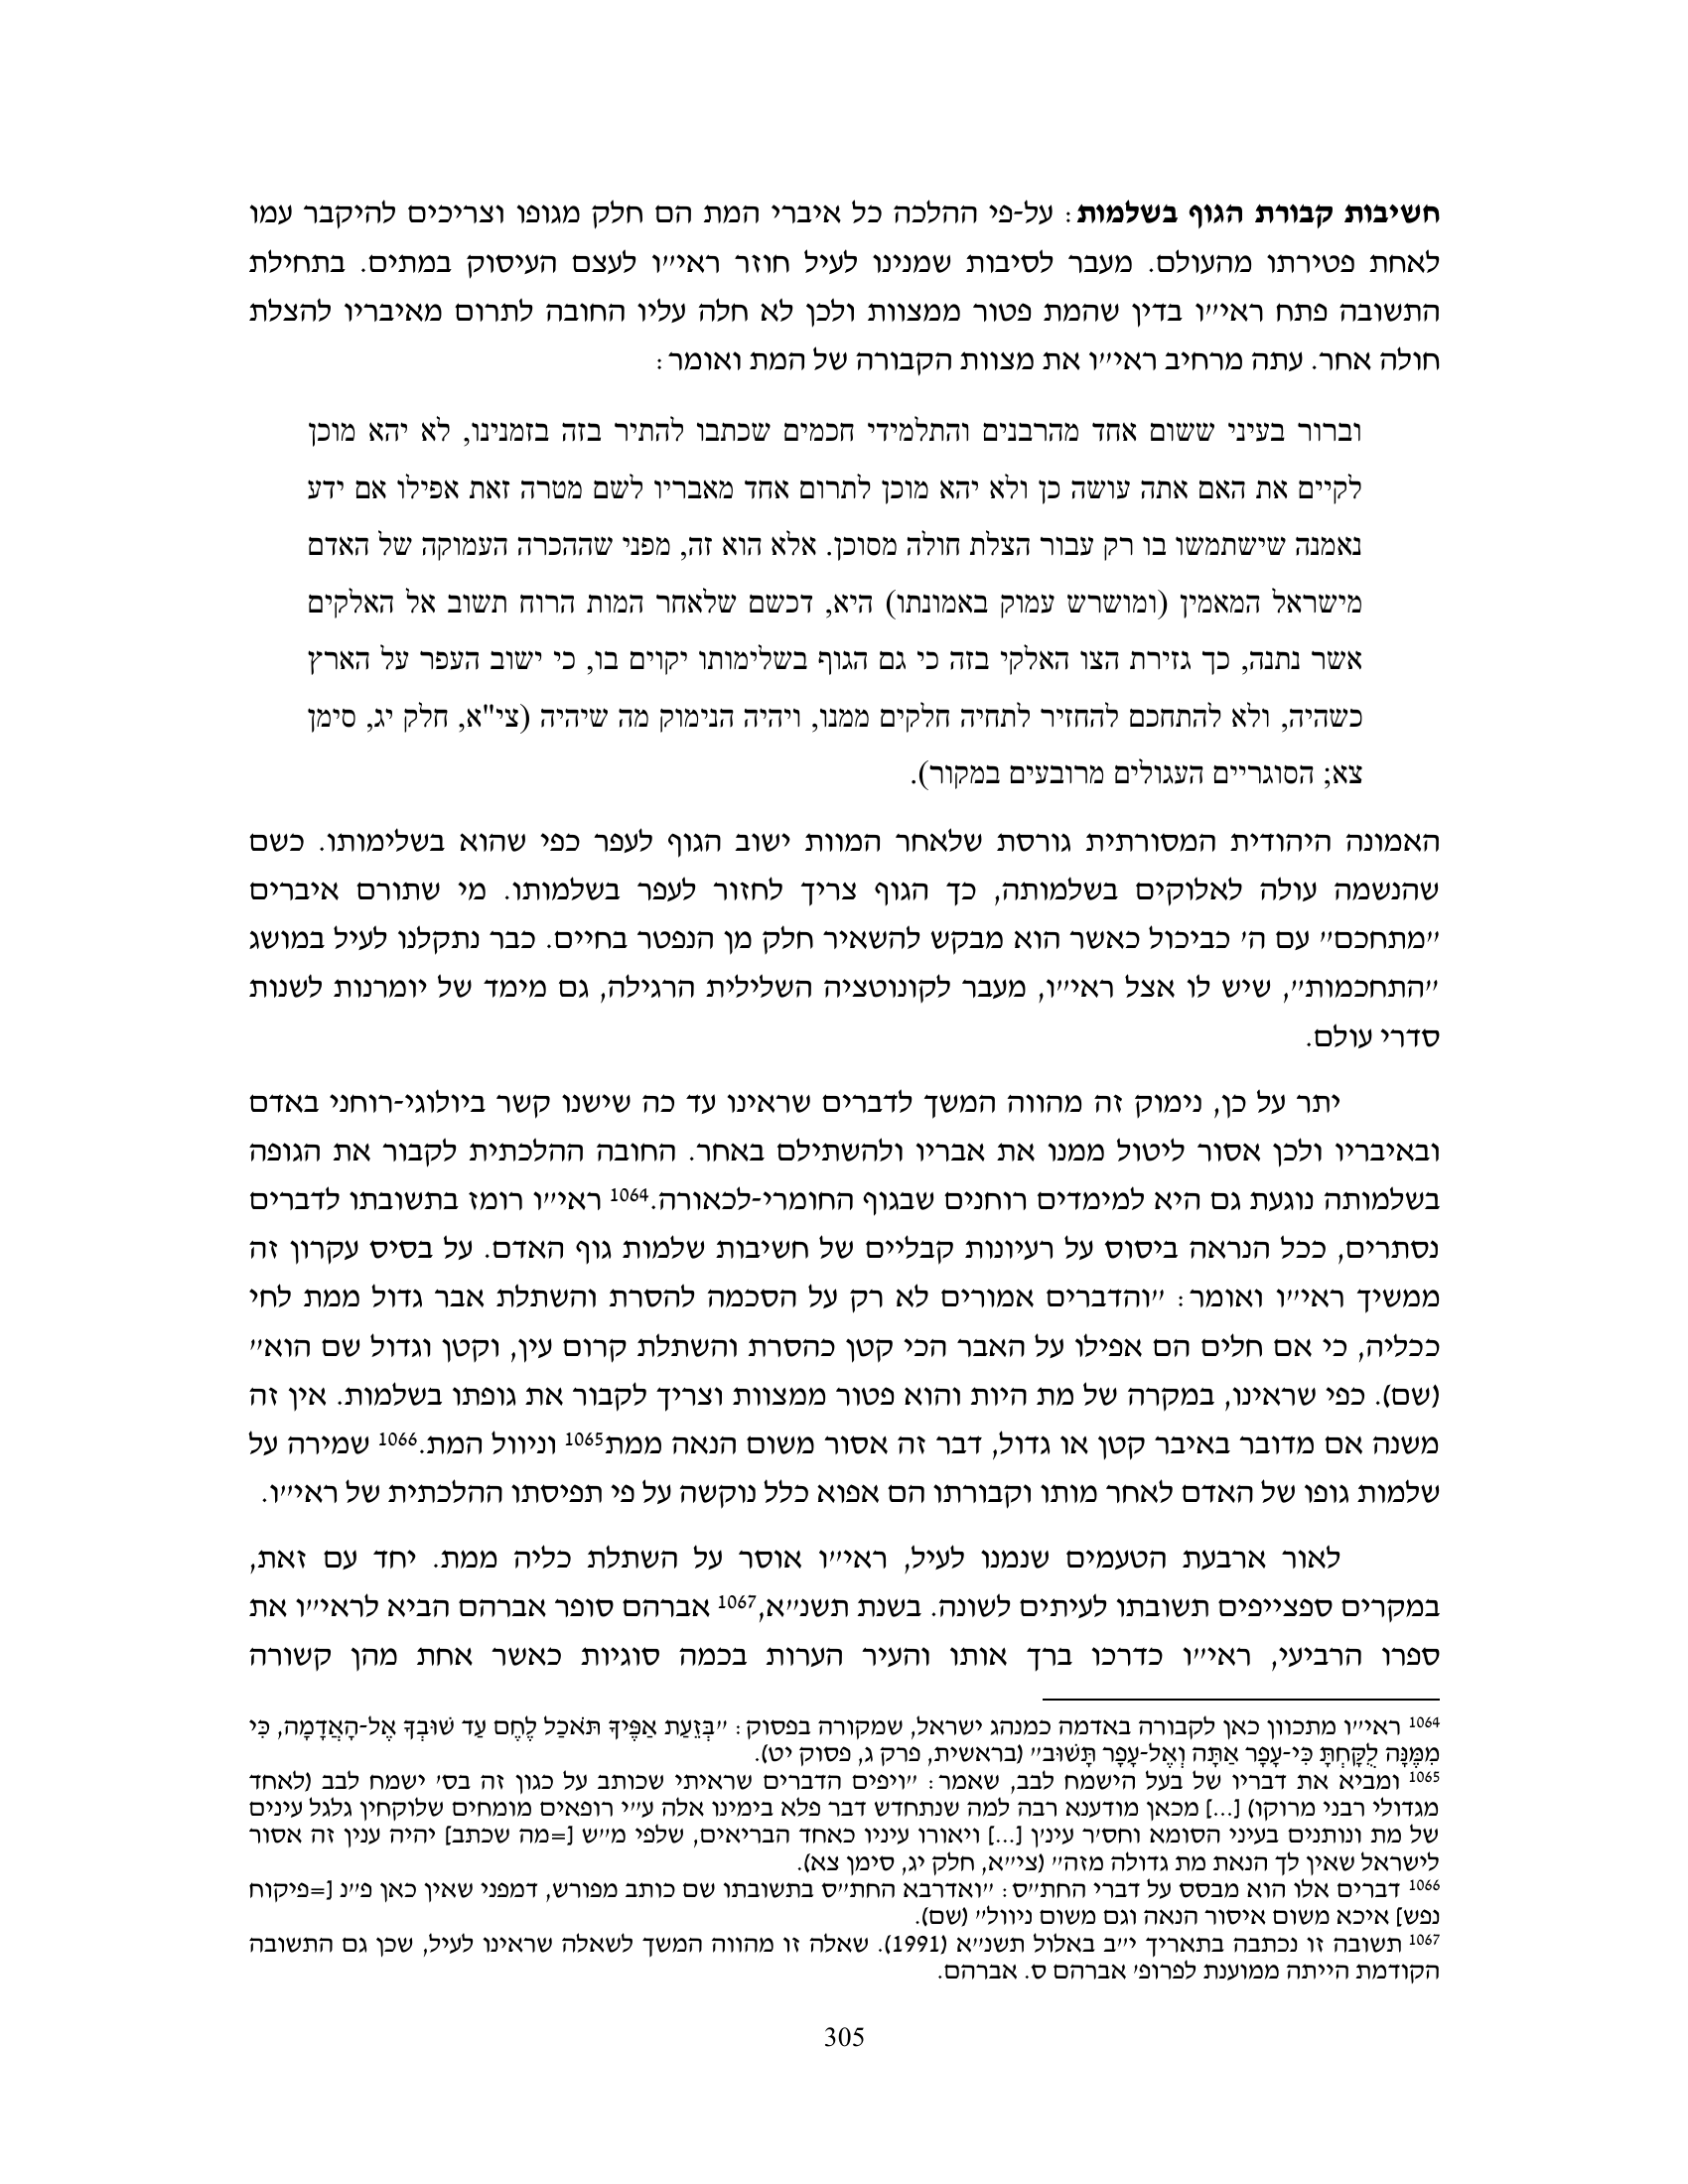 חשיבות קבורת הגוף בשלמות: על-פי ההלכה כל איברי המת הם חלק מגופו וצריכים להיקבר עמו
לאחת פטירתו מהעולם. מעבר לסיבות שמנינו לעיל חוזר ראי״ו לעצם העיסוק במתים. בתחילת
התשובה פתח ראי״ו בדין שהמת פטור ממצוות ולכן לא חלה עליו החובה לתרום מאיבריו להצלת
חולה אחר. עתה מרחיב ראי״ו את מצוות הקבורה של המת ואומר:
וברור בעיני ששום אחד מהרבנים והתלמידי חכמים שכתבו להתיר בזה בזמנינו, לא יהא מוכן
לקיים את האם אתה עושה כן ולא יהא מוכן לתרום אחד מאבריו לשם מטרה זאת אפילו אם ידע
נאמנה שישתמשו בו רק עבור הצלת חולה מסוכן. אלא הוא זה, מפני שההכרה העמוקה של האדם
מישראל המאמין (ומושרש עמוק באמונתו) היא, דכשם שלאחר המות הרוח תשוב אל האלקים
אשר נתנה, כך גזירת הצו האלקי בזה כי גם הגוף בשלימותו יקוים בו, כי ישוב העפר על הארץ
כשהיה, ולא להתחכם להחזיר לתחיה חלקים ממנו, ויהיה הנימוק מה שיהיה (צי"א, חלק יג, סימן
צא; הסוגריים העגולים מרובעים במקור).
האמונה היהודית המסורתית גורסת שלאחר המוות ישוב הגוף לעפר כפי שהוא בשלימותו. כשם
שהנשמה עולה לאלוקים בשלמותה, כך הגוף צריך לחזור לעפר בשלמותו. מי שתורם איברים
״מתחכם״ עם ה׳ כביכול כאשר הוא מבקש להשאיר חלק מן הנפטר בחיים. כבר נתקלנו לעיל במושג
״התחכמות״, שיש לו אצל ראי״ו, מעבר לקונוטציה השלילית הרגילה, גם מימד של יומרנות לשנות
סדרי עולם.
יתר על כן, נימוק זה מהווה המשך לדברים שראינו עד כה שישנו קשר ביולוגי-רוחני באדם
ובאיבריו ולכן אסור ליטול ממנו את אבריו ולהשתילם באחר. החובה ההלכתית לקבור את הגופה
בשלמותה נוגעת גם היא למימדים רוחנים שבגוף החומרי-לכאורה.1064 ראי״ו רומז בתשובתו לדברים
נסתרים, ככל הנראה ביסוס על רעיונות קבליים של חשיבות שלמות גוף האדם. על בסיס עקרון זה
ממשיך ראי״ו ואומר: ״והדברים אמורים לא רק על הסכמה להסרת והשתלת אבר גדול ממת לחי
ככליה, כי אם חלים הם אפילו על האבר הכי קטן כהסרת והשתלת קרום עין, וקטן וגדול שם הוא״
(שם). כפי שראינו, במקרה של מת היות והוא פטור ממצוות וצריך לקבור את גופתו בשלמות. אין זה
משנה אם מדובר באיבר קטן או גדול, דבר זה אסור משום הנאה ממת1065 וניוול המת.1066 שמירה על
שלמות גופו של האדם לאחר מותו וקבורתו הם אפוא כלל נוקשה על פי תפיסתו ההלכתית של ראי״ו.
לאור ארבעת הטעמים שנמנו לעיל, ראי״ו אוסר על השתלת כליה ממת. יחד עם זאת,
במקרים ספצייפים תשובתו לעיתים לשונה. בשנת תשנ״א,1067 אברהם סופר אברהם הביא לראי״ו את
ספרו הרביעי, ראי״ו כדרכו ברך אותו והעיר הערות בכמה סוגיות כאשר אחת מהן קשורה
1064 ראי״ו מתכוון כאן לקבורה באדמה כמנהג ישראל, שמקורה בפסוק: ״בְּזֵעַת אַפֶּיךָ תֹּאכַל לֶחֶם עַד שׁוּבְךָ אֶל-הָאֲדָמָה, כִּי
מִמֶּנָּה לֻקָּחְתָּ כִּי-עָפָר אַתָּה וְאֶל-עָפָר תָּשׁוּב״ (בראשית, פרק ג, פסוק יט).
1065 ומביא את דבריו של בעל הישמח לבב, שאמר: ״ויפים הדברים שראיתי שכותב על כגון זה בס׳ ישמח לבב (לאחד
מגדולי רבני מרוקו) [...] מכאן מודענא רבה למה שנתחדש דבר פלא בימינו אלה ע״י רופאים מומחים שלוקחין גלגל עינים
של מת ונותנים בעיני הסומא וחס׳ר עינ׳ן [...] ויאורו עיניו כאחד הבריאים, שלפי מ״ש [=מה שכתב] יהיה ענין זה אסור
לישראל שאין לך הנאת מת גדולה מזה״ (צי״א, חלק יג, סימן צא).
1066 דברים אלו הוא מבסס על דברי החת״ס: ״ואדרבא החת״ס בתשובתו שם כותב מפורש, דמפני שאין כאן פ״נ [=פיקוח
נפש] איכא משום איסור הנאה וגם משום ניוול״ (שם).
1067 תשובה זו נכתבה בתאריך י״ב באלול תשנ״א (1991). שאלה זו מהווה המשך לשאלה שראינו לעיל, שכן גם התשובה
הקודמת הייתה ממוענת לפרופ׳ אברהם ס. אברהם.
305